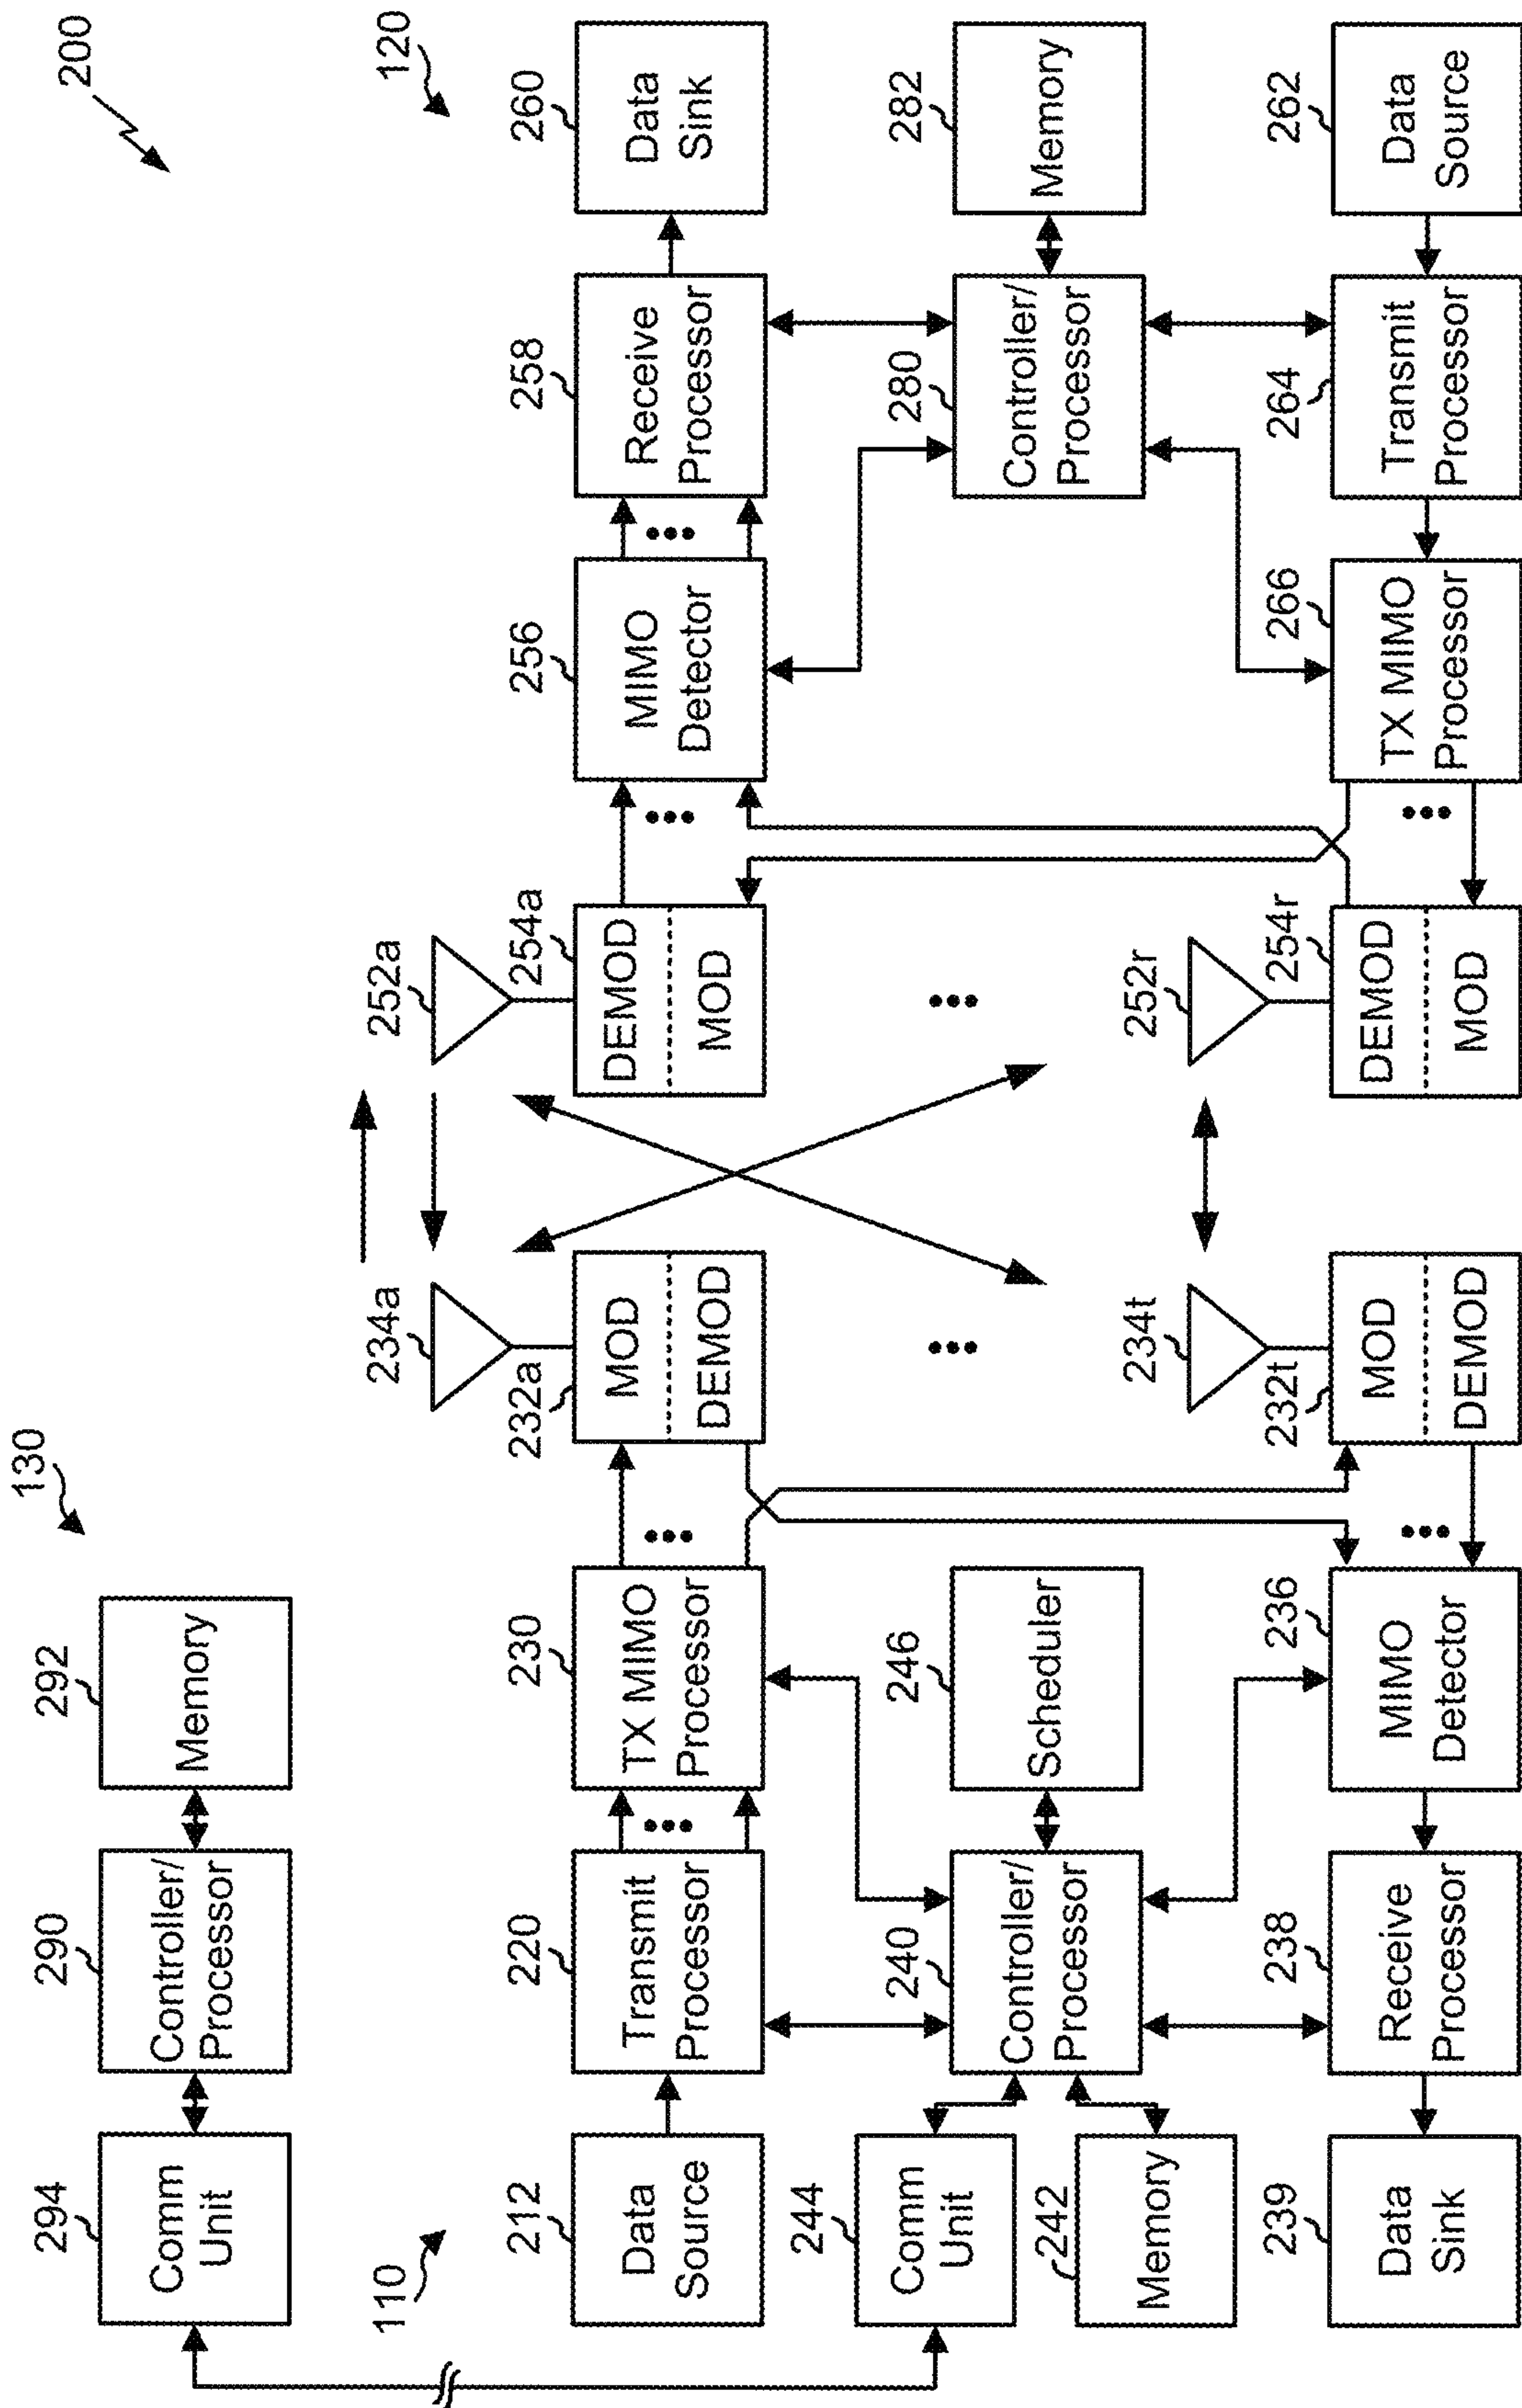 200
130
294
290
292
Comm
Unit
Controller/
Processor
Memory
110
120
212
220
230
232a
234a
252a
254a
256
258
260
Data
Source
Transmit
Processor
TX MIMO
Processor
MOD
DEMOD
DEMOD
MOD
MIMO
Detector
Receive
Processor
Data
Sink
244
240
246
280
282
Comm
Unit
Controller/
Processor
Scheduler
Controller/
Processor
Memory
242
Memory
239
238
236
232t
234t
252r
254r
266
264
262
Data
Sink
Receive
Processor
MIMO
Detector
MOD
DEMOD
DEMOD
MOD
TX MIMO
Processor
Transmit
Processor
Data
Source